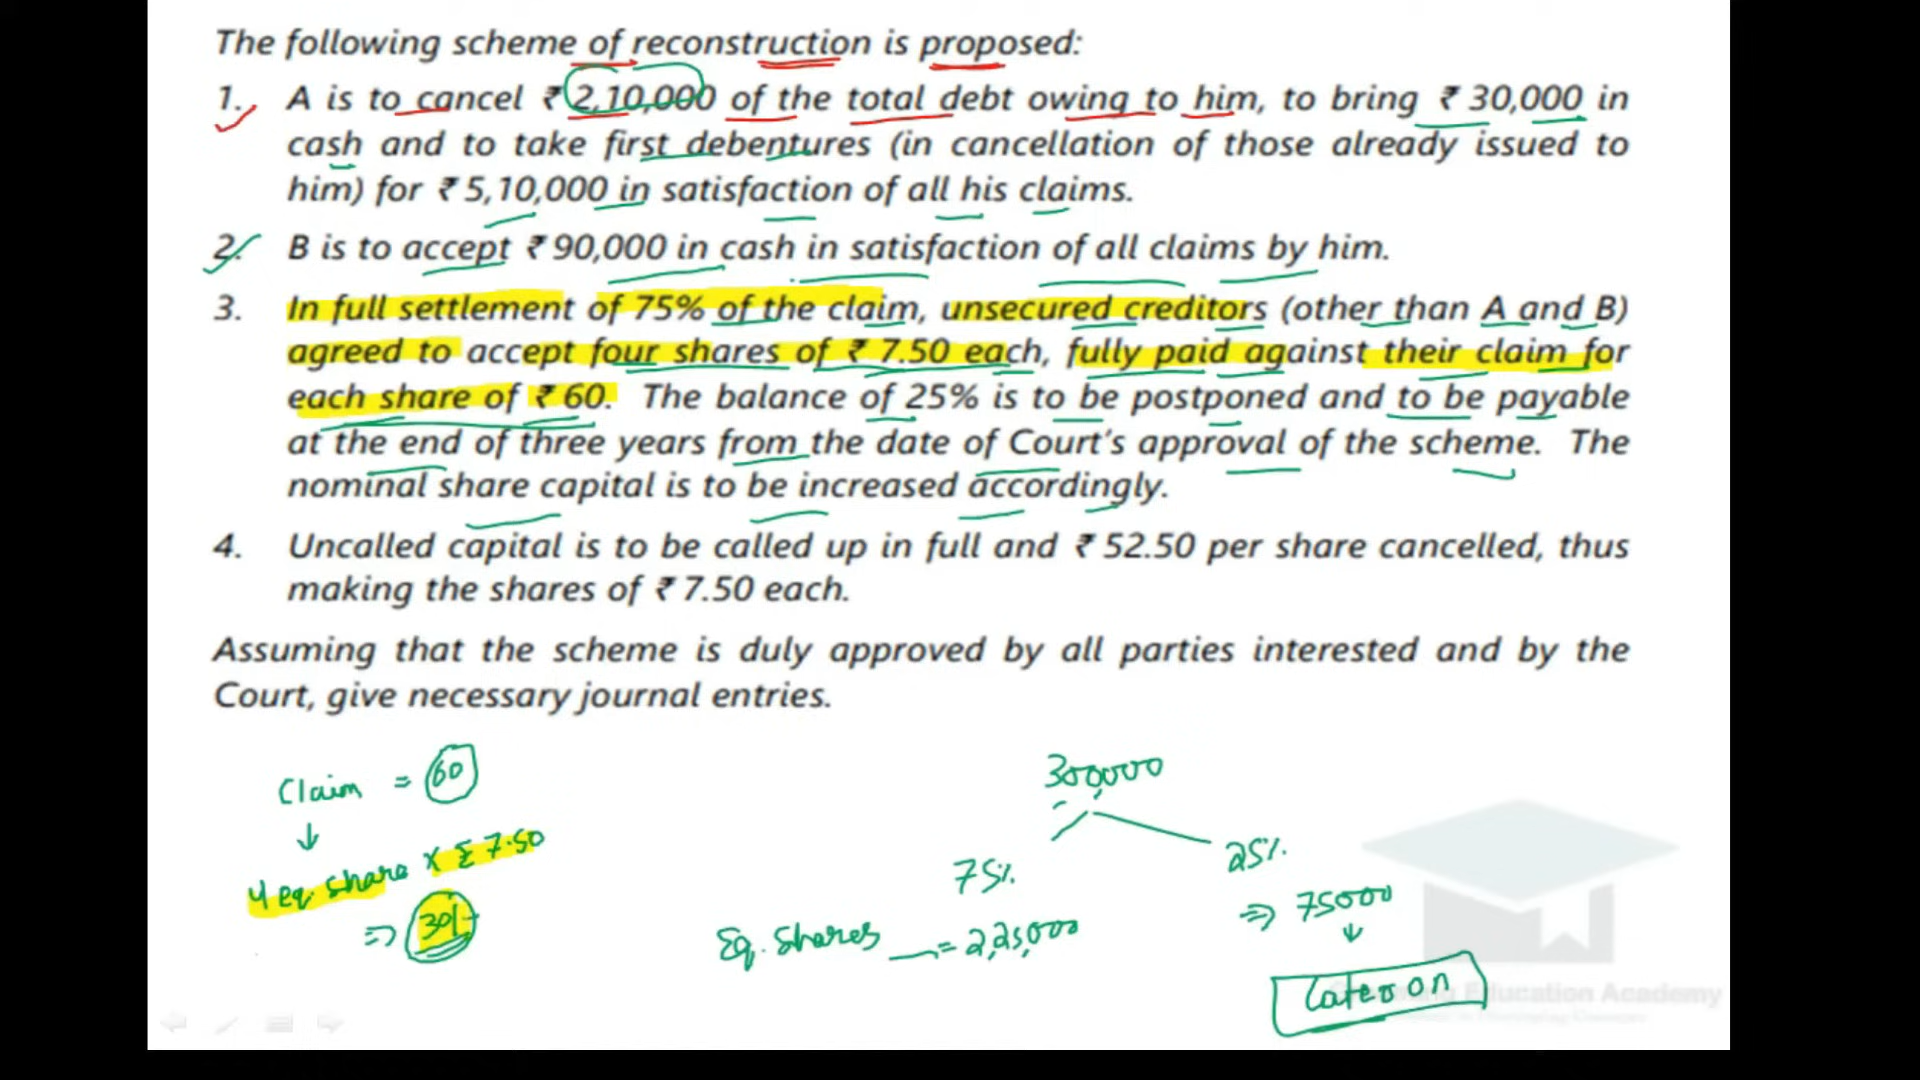 The following scheme of reconstruction is proposed:
1. A is to cancel ₹ 2,10,000 of the total debt owing to him, to bring ₹ 30,000 in
cash and to take first debentures (in cancellation of those already issued to
him) for ₹ 5,10,000 in satisfaction of all his claims.
2. B is to accept ₹ 90,000 in cash in satisfaction of all claims by him.
3. In full settlement of 75% of the claim, unsecured creditors (other than A and B)
agreed to accept four shares of ₹ 7.50 each, fully paid against their claim for
each share of ₹ 60. The balance of 25% is to be postponed and to be payable
at the end of three years from the date of Court's approval of the scheme. The
nominal share capital is to be increased accordingly.
4. Uncalled capital is to be called up in full and ₹ 52.50 per share cancelled, thus
making the shares of ₹ 7.50 each.
Assuming that the scheme is duly approved by all parties interested and by the
Court, give necessary journal entries.
Claim = 60
↓
4 eq. share x ₹ 7.50
⇒ 30/-
300,000
75% 25%
Eq. Shares = 2,25,000
⇒ 75000
↓
Later on
Education Academy